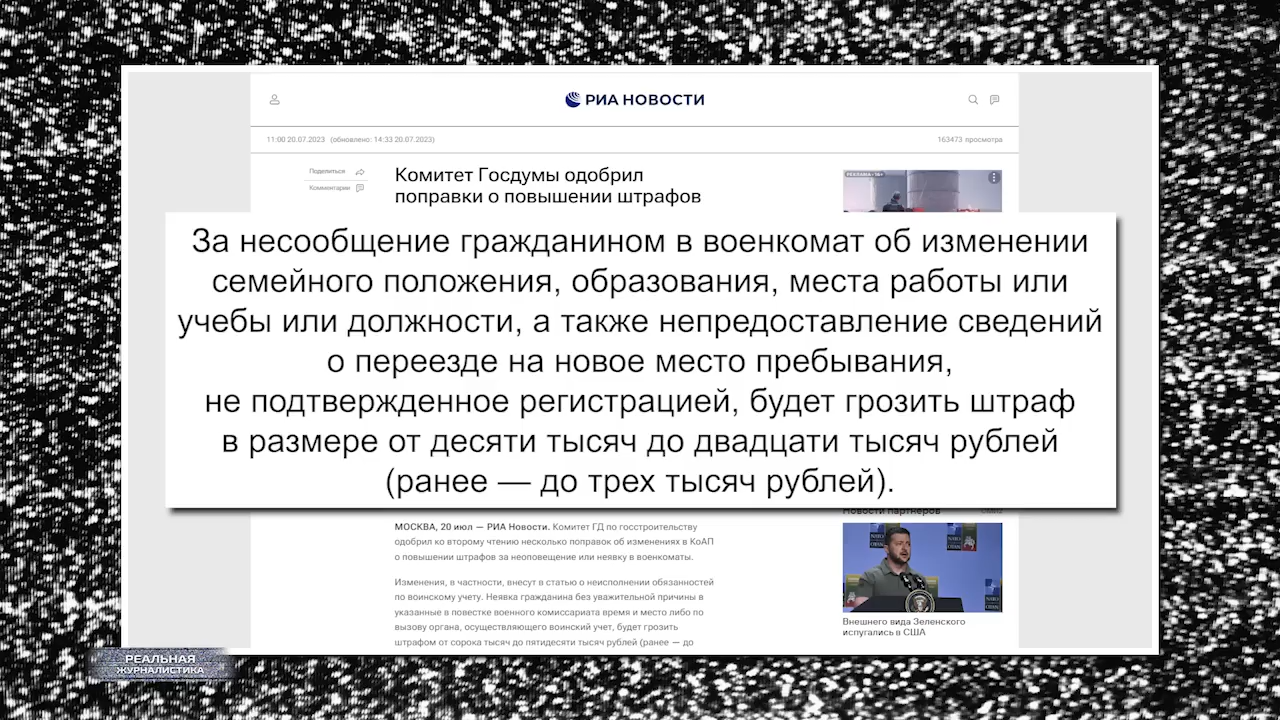 РИА НОВОСТИ
11:00 20.07.2023 (обновлено: 14:33 20.07.2023)
163473 просмотра
Поделиться
Комментарии
Комитет Госдумы одобрил
поправки о повышении штрафов
РЕКЛАМА • 16+
За несообщение гражданином в военкомат об изменении
семейного положения, образования, места работы или
учебы или должности, а также непредоставление сведений
о переезде на новое место пребывания,
не подтвержденное регистрацией, будет грозить штраф
в размере от десяти тысяч до двадцати тысяч рублей
(ранее — до трех тысяч рублей).
Новости партнеров
МОСКВА, 20 июл — РИА Новости. Комитет ГД по госстроительству
одобрил ко второму чтению несколько поправок об изменениях в КоАП
о повышении штрафов за неоповещение или неявку в военкоматы.
Изменения, в частности, внесут в статью о неисполнении обязанностей
по воинскому учету. Неявка гражданина без уважительной причины в
указанные в повестке военного комиссариата время и место либо по
вызову органа, осуществляющего воинский учет, будет грозить
штрафом от сорока тысяч до пятидесяти тысяч рублей (ранее — до
NATO
OTAN
NATO
OTAN
Внешнего вида Зеленского
испугались в США
РЕАЛЬНАЯ
ЖУРНАЛИСТИКА